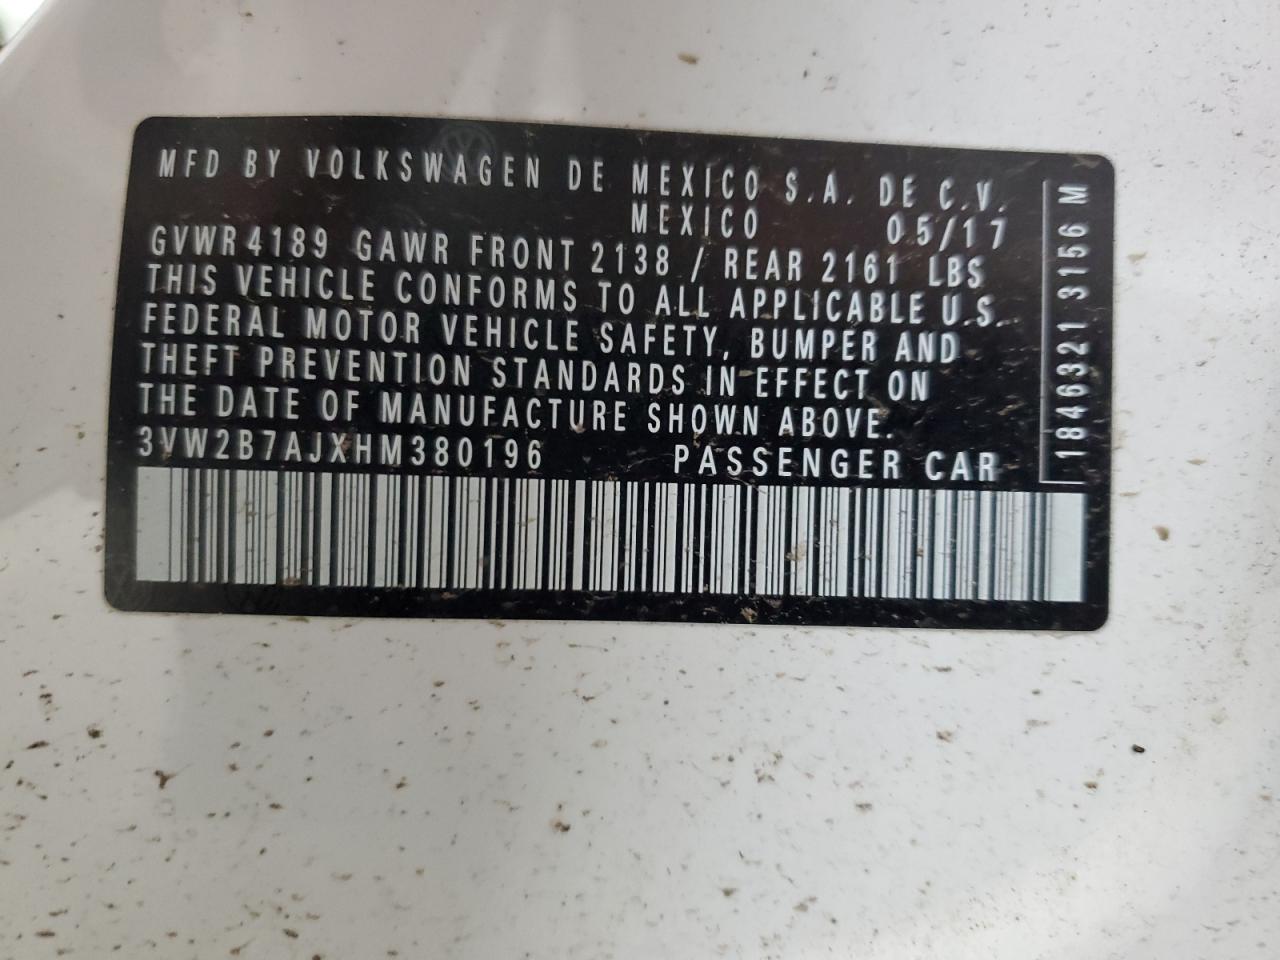 MFD BY VOLKSWAGEN DE MEXICO S.A. DE C.V.
MEXICO 05/17
GVWR 4189 GAWR FRONT 2138 / REAR 2161 LBS
THIS VEHICLE CONFORMS TO ALL APPLICABLE U.S.
FEDERAL MOTOR VEHICLE SAFETY, BUMPER AND
THEFT PREVENTION STANDARDS IN EFFECT ON
THE DATE OF MANUFACTURE SHOWN ABOVE.
3VW2B7AJXHM380196 PASSENGER CAR
1846321 3156 M